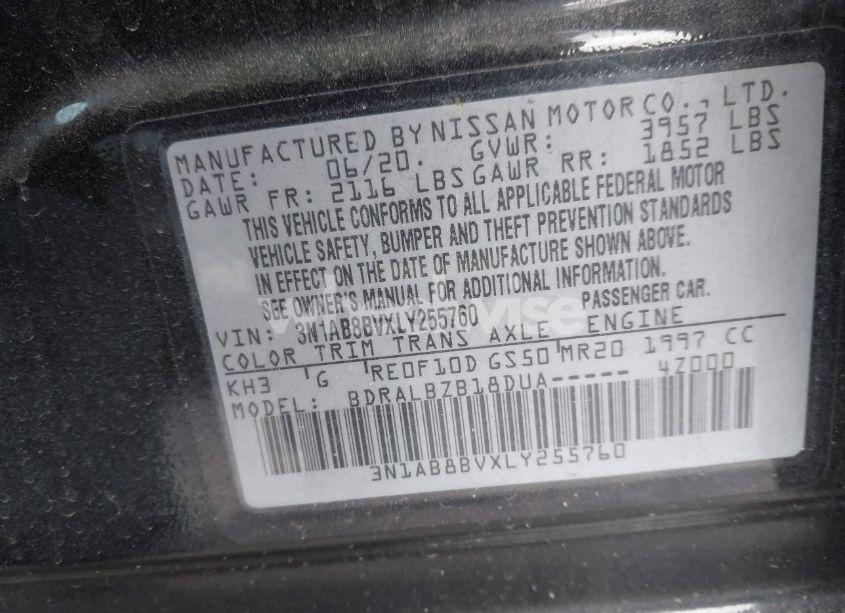 MANUFACTURED BY NISSAN MOTOR CO., LTD.
DATE: 06/20. GVWR: 3957 LBS
GAWR FR: 2116 LBS GAWR RR: 1852 LBS
THIS VEHICLE CONFORMS TO ALL APPLICABLE FEDERAL MOTOR
VEHICLE SAFETY, BUMPER AND THEFT PREVENTION STANDARDS
IN EFFECT ON THE DATE OF MANUFACTURE SHOWN ABOVE.
SEE OWNER'S MANUAL FOR ADDITIONAL INFORMATION.
VIN: 3N1AB8BVXLY255760 PASSENGER CAR.
COLOR TRIM TRANS AXLE ENGINE
KH3 G RE0F10D GS50 MR20 1997 CC
MODEL: BDRALBZB18DUA----- 4Z000
3N1AB8BVXLY255760